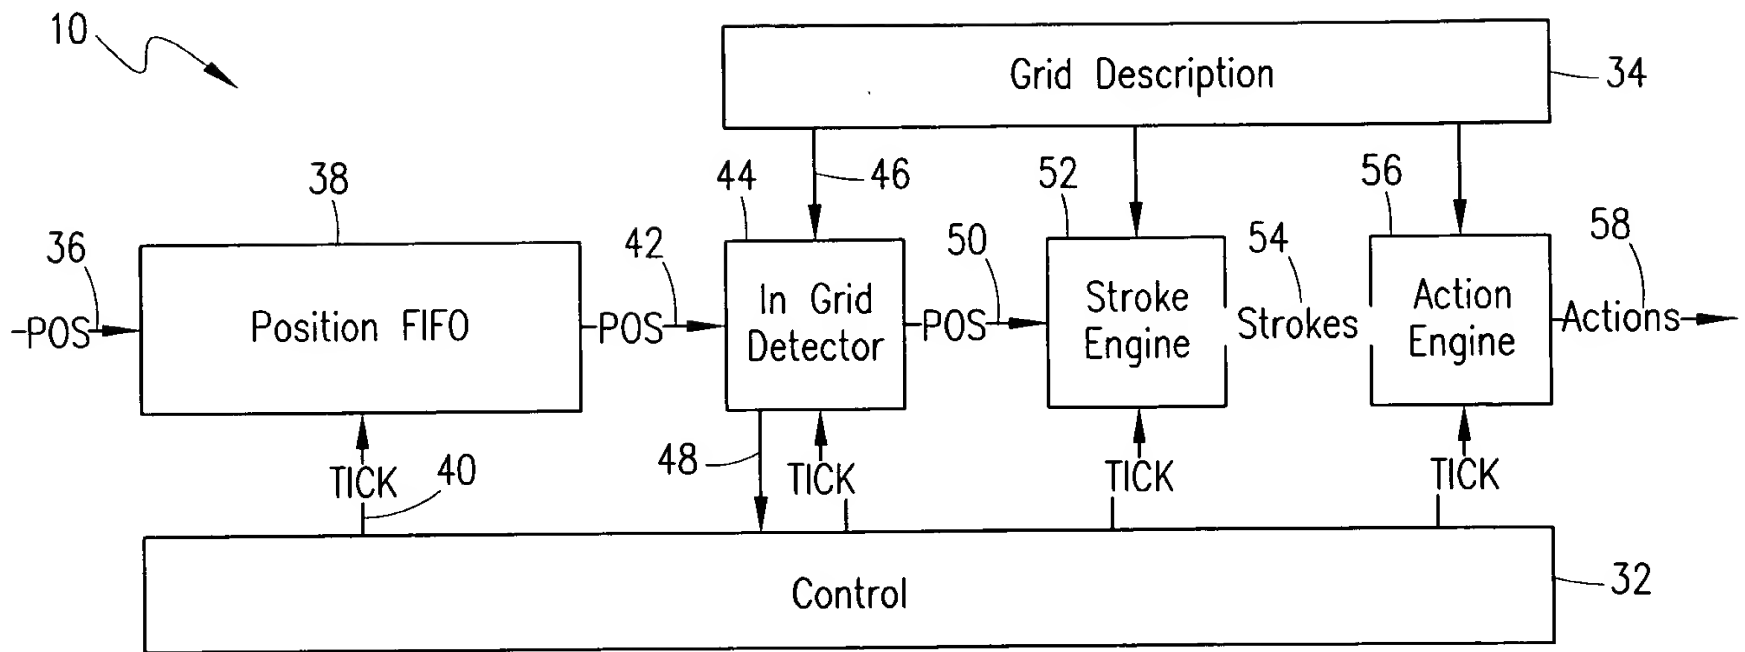 10
Grid Description
34
38
44
46
52
56
36
42
50
54
58
POS
Position FIFO
POS
In Grid
Detector
POS
Stroke
Engine
Strokes
Action
Engine
Actions
TICK
40
48
TICK
TICK
TICK
Control
32